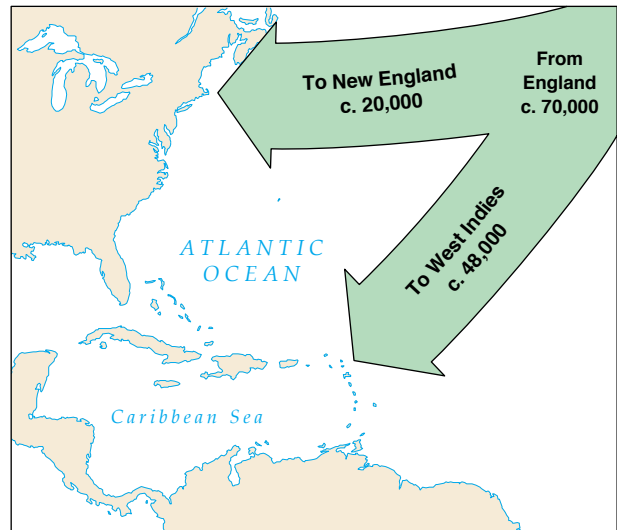 To New England
c. 20,000
From
England
c. 70,000
To West Indies
c. 48,000
ATLANTIC
OCEAN
Caribbean Sea